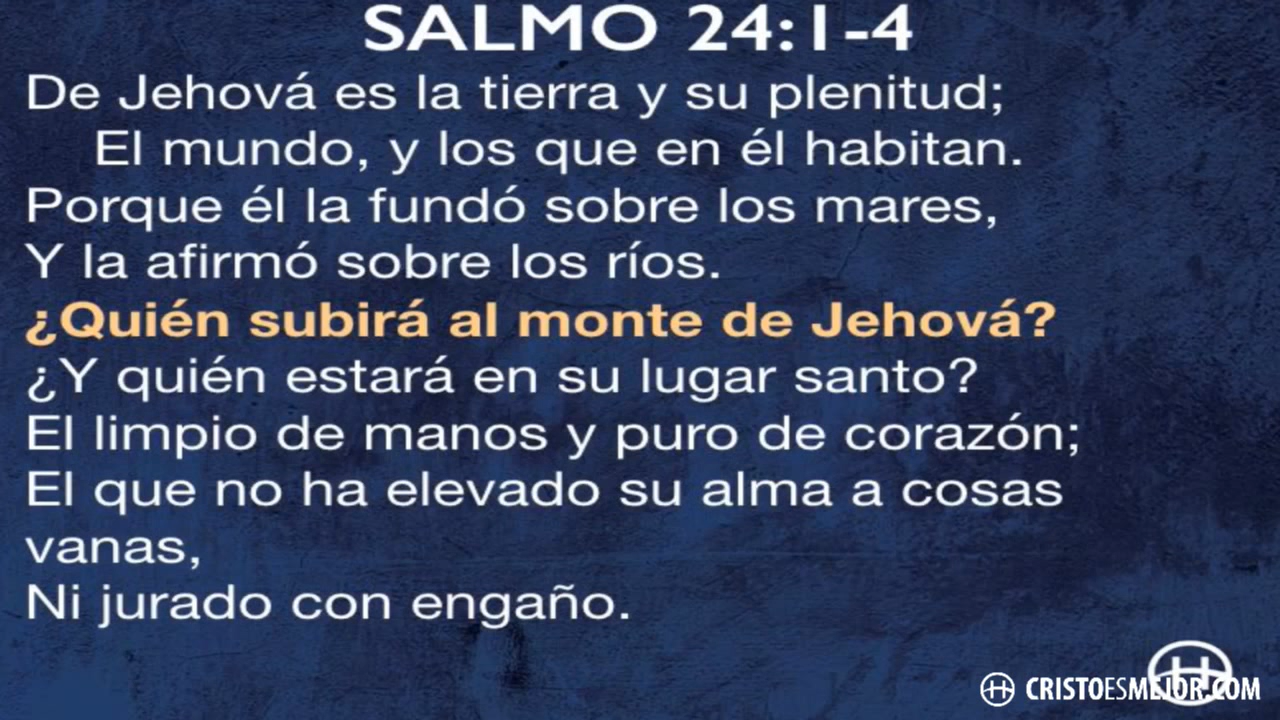 SALMO 24:1-4
De Jehová es la tierra y su plenitud;
El mundo, y los que en él habitan.
Porque él la fundó sobre los mares,
Y la afirmó sobre los ríos.
¿Quién subirá al monte de Jehová?
¿Y quién estará en su lugar santo?
El limpio de manos y puro de corazón;
El que no ha elevado su alma a cosas
vanas,
Ni jurado con engaño.
CRISTOESMEJOR.COM